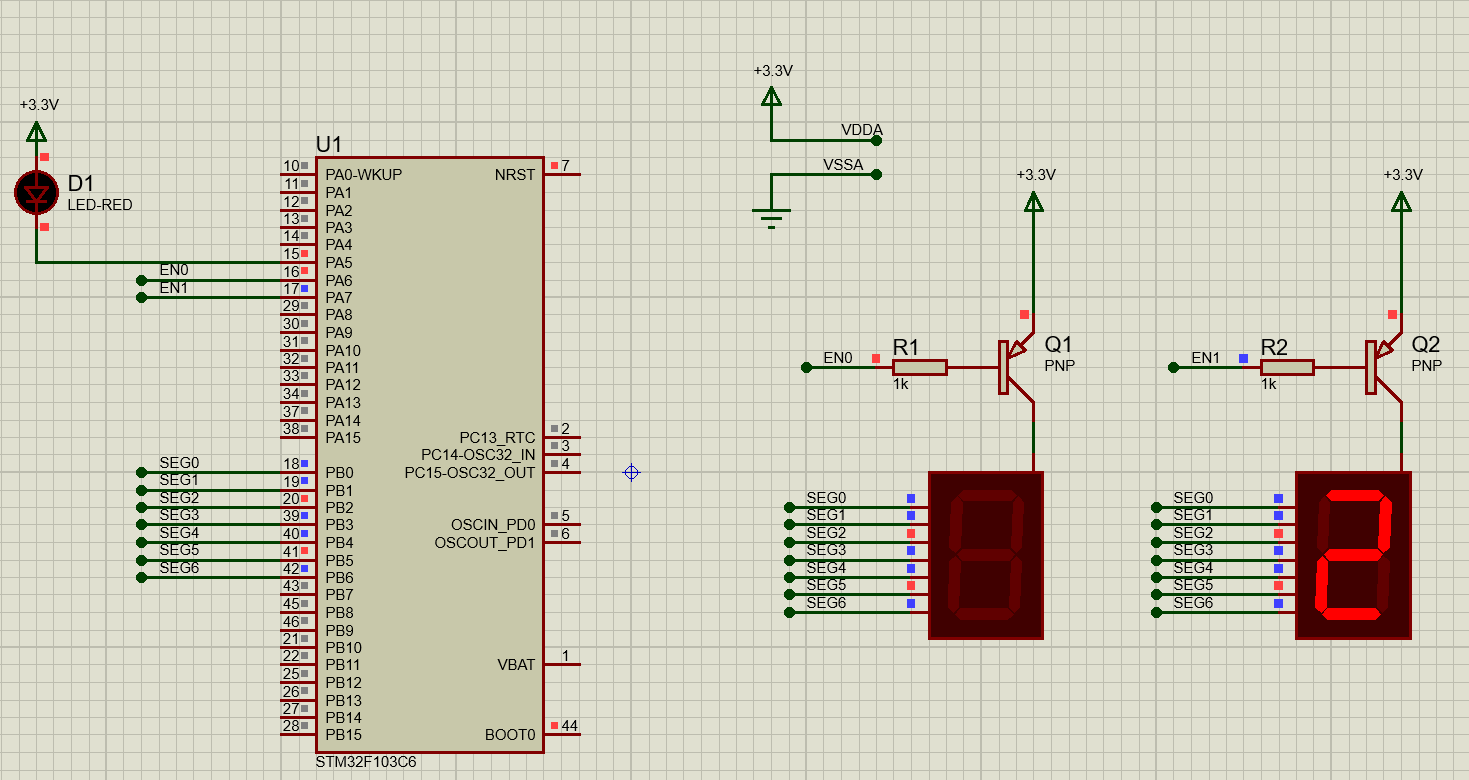 +3.3V
D1
LED-RED
EN0
EN1
SEG0
SEG1
SEG2
SEG3
SEG4
SEG5
SEG6
U1
10 PA0-WKUP
11 PA1
12 PA2
13 PA3
14 PA4
15 PA5
16 PA6
17 PA7
29 PA8
30 PA9
31 PA10
32 PA11
33 PA12
34 PA13
37 PA14
38 PA15
18 PB0
19 PB1
20 PB2
39 PB3
40 PB4
41 PB5
42 PB6
43 PB7
45 PB8
46 PB9
21 PB10
22 PB11
25 PB12
26 PB13
27 PB14
28 PB15
NRST 7
PC13_RTC 2
PC14-OSC32_IN 3
PC15-OSC32_OUT 4
OSCIN_PD0 5
OSCOUT_PD1 6
VBAT 1
BOOT0 44
STM32F103C6
+3.3V
VDDA
VSSA
+3.3V
EN0
R1
1k
Q1
PNP
SEG0
SEG1
SEG2
SEG3
SEG4
SEG5
SEG6
+3.3V
EN1
R2
1k
Q2
PNP
SEG0
SEG1
SEG2
SEG3
SEG4
SEG5
SEG6
2